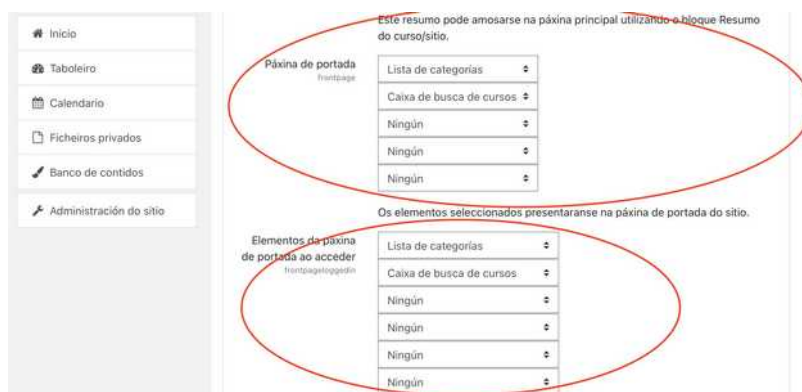 Este resumo pode amosarse na páxina principal utilizando o bloque Resumo
do curso/sitio.
Inicio
Taboleiro
Calendario
Ficheiros privados
Banco de contidos
Administración do sitio
Páxina de portada
frontpage
Lista de categorías
Caixa de busca de cursos
Ningún
Ningún
Ningún
Os elementos seleccionados presentaranse na páxina de portada do sitio.
Elementos da páxina
de portada ao acceder
frontpageloggedin
Lista de categorías
Caixa de busca de cursos
Ningún
Ningún
Ningún
Ningún